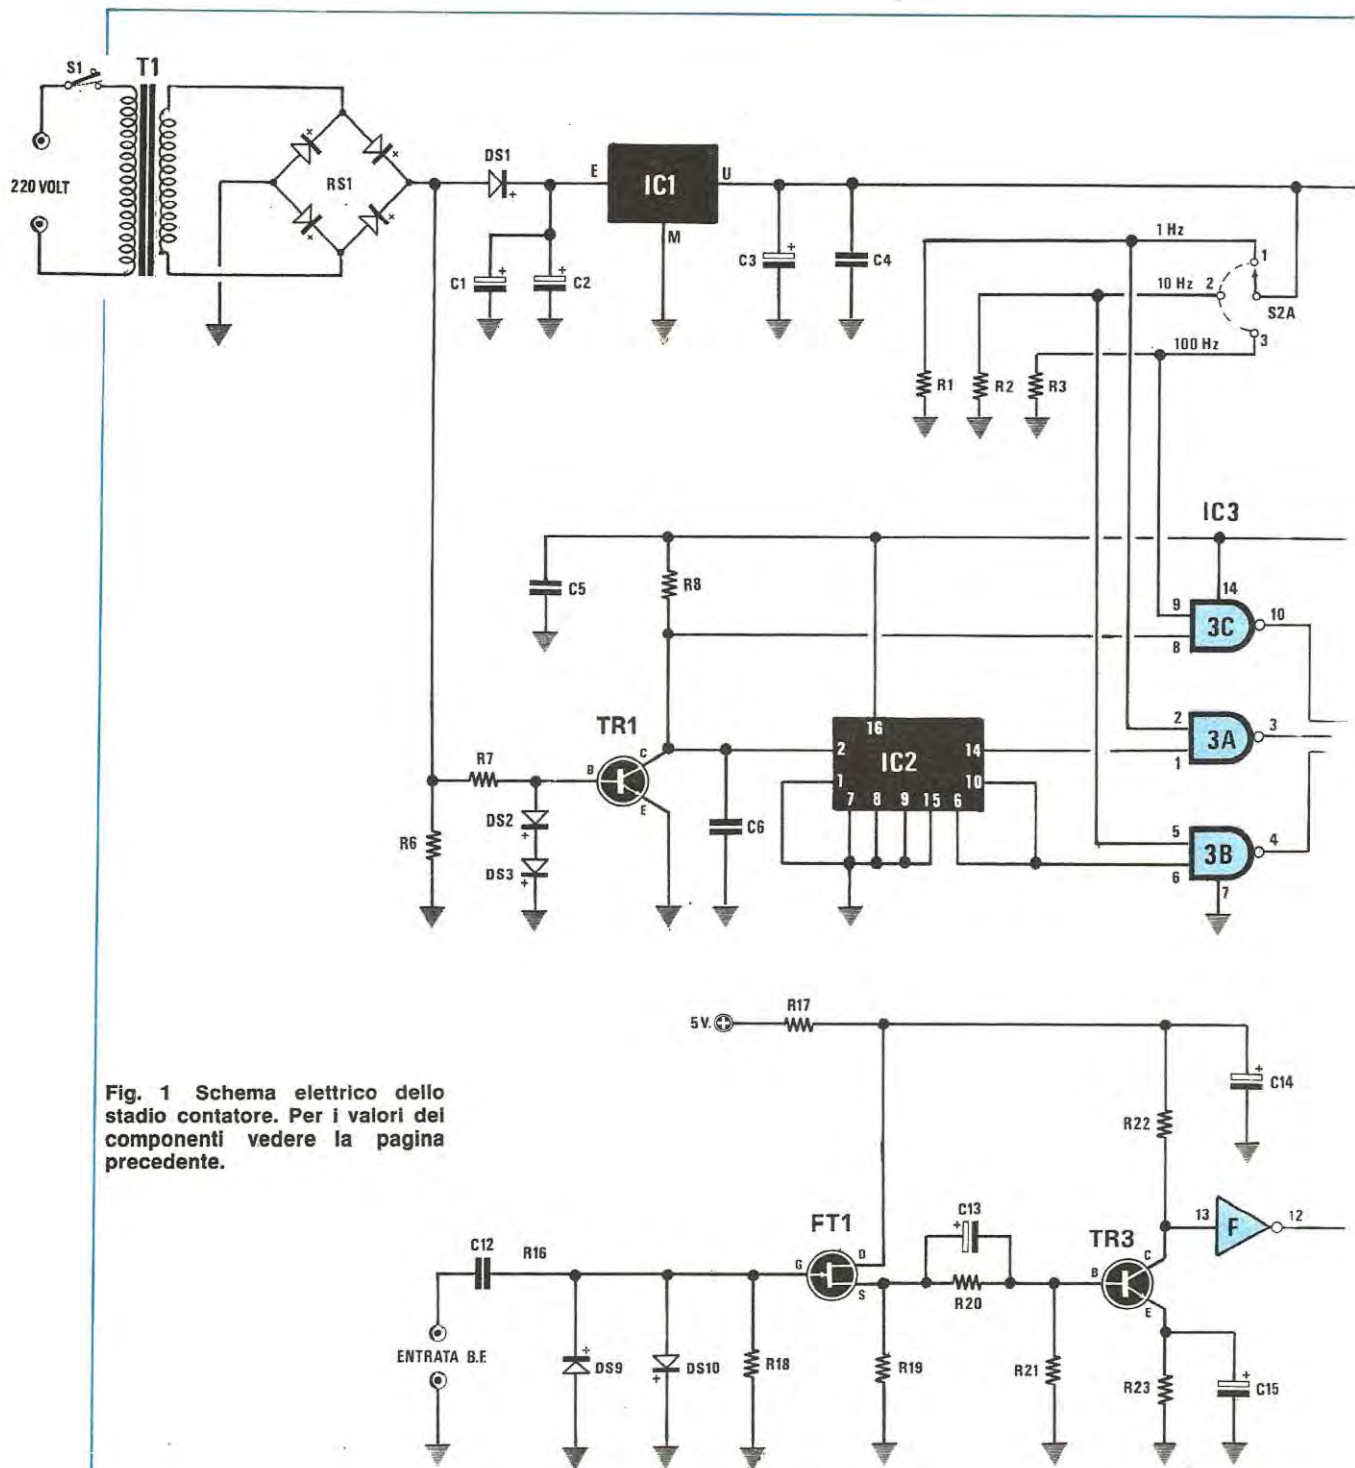 S1
T1
220 VOLT
RS1
DS1
E
IC1
U
M
C1
C2
C3
C4
1 Hz
1
10 Hz
2
S2A
100 Hz
3
R1
R2
R3
IC3
C5
R8
14
9
3C
10
8
TR1
16
2
3A
3
1
2
14
1
IC2
10
7
8
9
15
6
R7
B
C
E
DS2
DS3
R6
C6
5
3B
4
6
7
5 V.
R17
C14
R22
Fig. 1 Schema elettrico dello
stadio contatore. Per i valori dei
componenti vedere la pagina
precedente.
C12
R16
FT1
G
D
S
C13
R20
TR3
B
C
E
13
F
12
ENTRATA B.F
DS9
DS10
R18
R19
R21
R23
C15